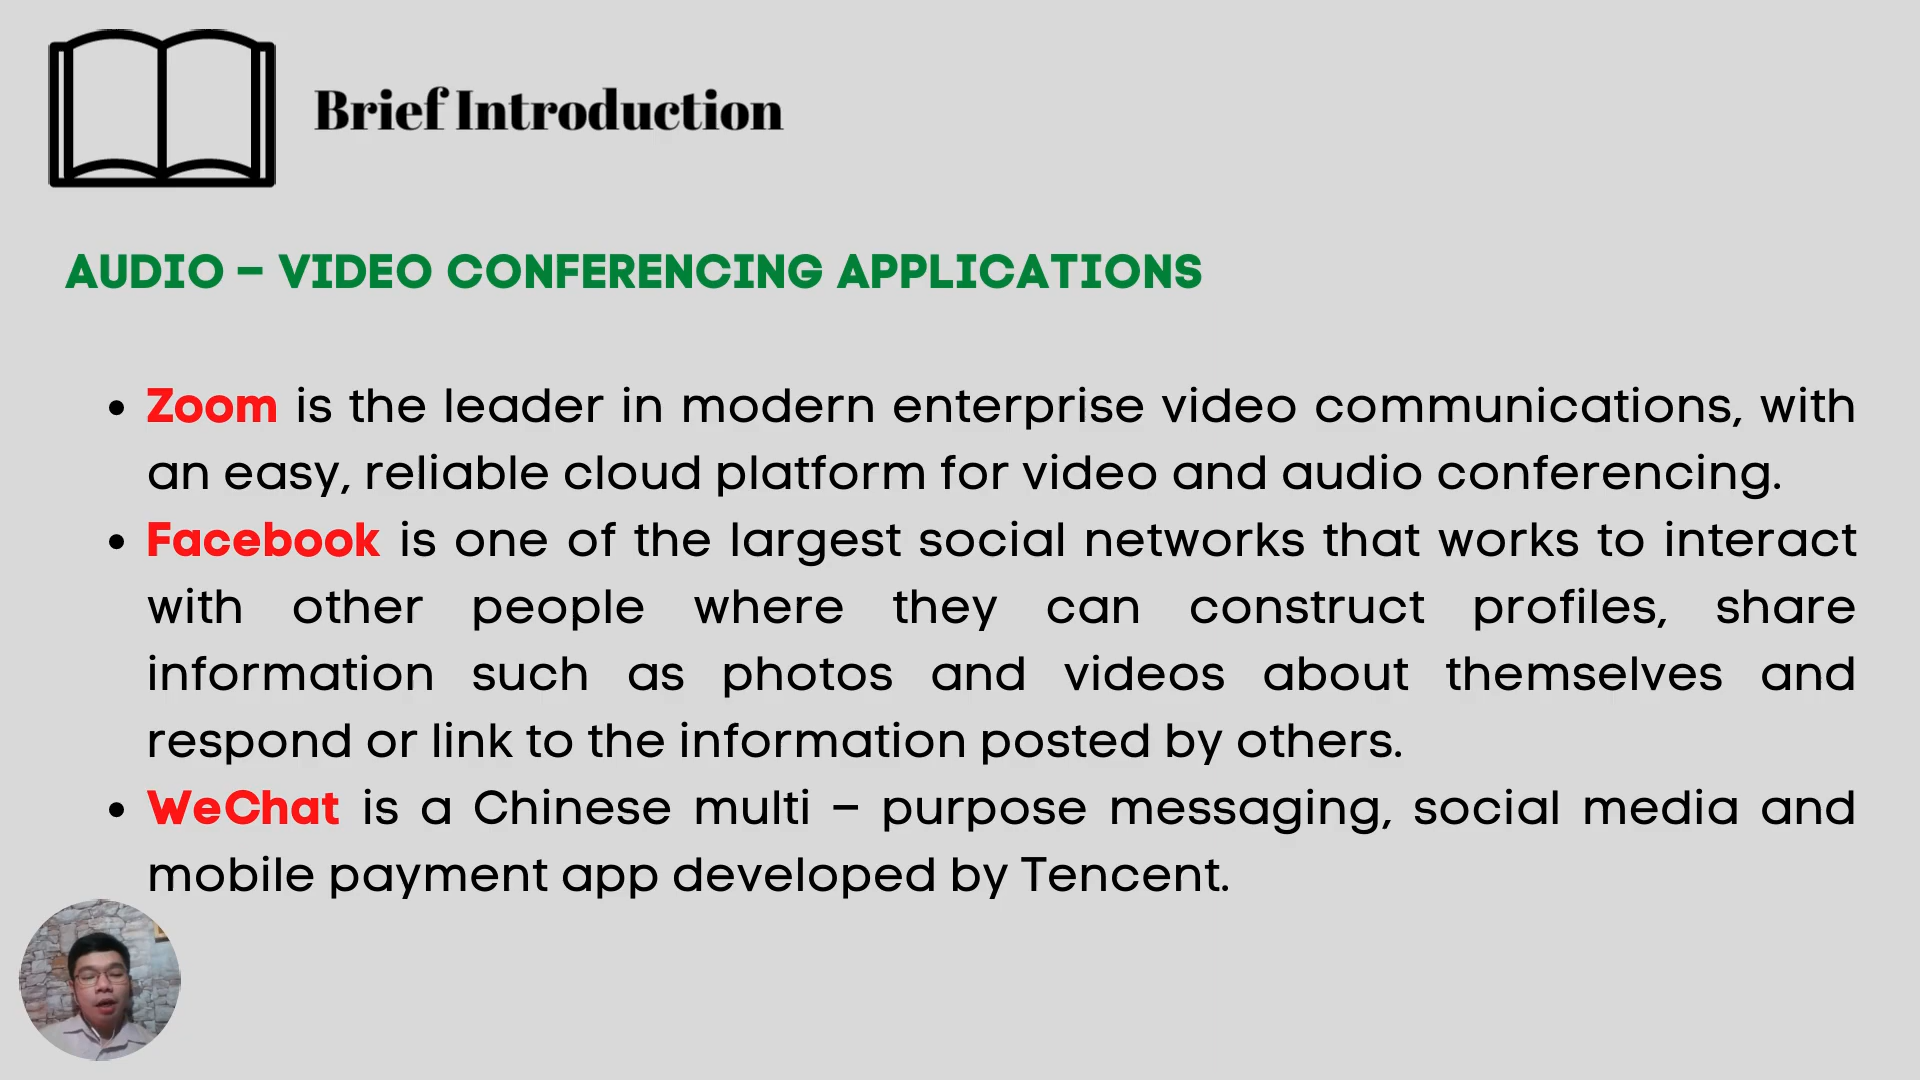 Brief Introduction
AUDIO – VIDEO CONFERENCING APPLICATIONS
• Zoom is the leader in modern enterprise video communications, with
an easy, reliable cloud platform for video and audio conferencing.
• Facebook is one of the largest social networks that works to interact
with other people where they can construct profiles, share
information such as photos and videos about themselves and
respond or link to the information posted by others.
• WeChat is a Chinese multi – purpose messaging, social media and
mobile payment app developed by Tencent.